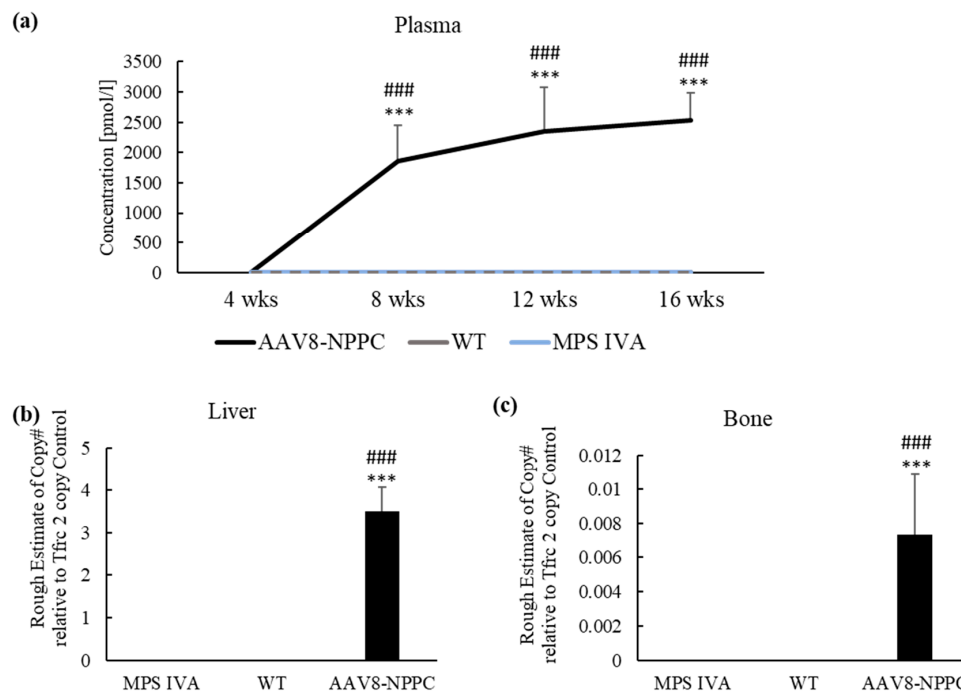 (a)
Plasma
Concentration [pmol/l]
3500
3000
2500
2000
1500
1000
500
0
###
***
###
***
###
***
4 wks 8 wks 12 wks 16 wks
AAV8-NPPC WT MPS IVA
(b)
Liver
Rough Estimate of Copy#
relative to Tfrc 2 copy Control
5
4
3
2
1
0
###
***
MPS IVA WT AAV8-NPPC
(c)
Bone
Rough Estimate of Copy#
relative to Tfrc 2 copy Control
0.012
0.01
0.008
0.006
0.004
0.002
0
###
***
MPS IVA WT AAV8-NPPC